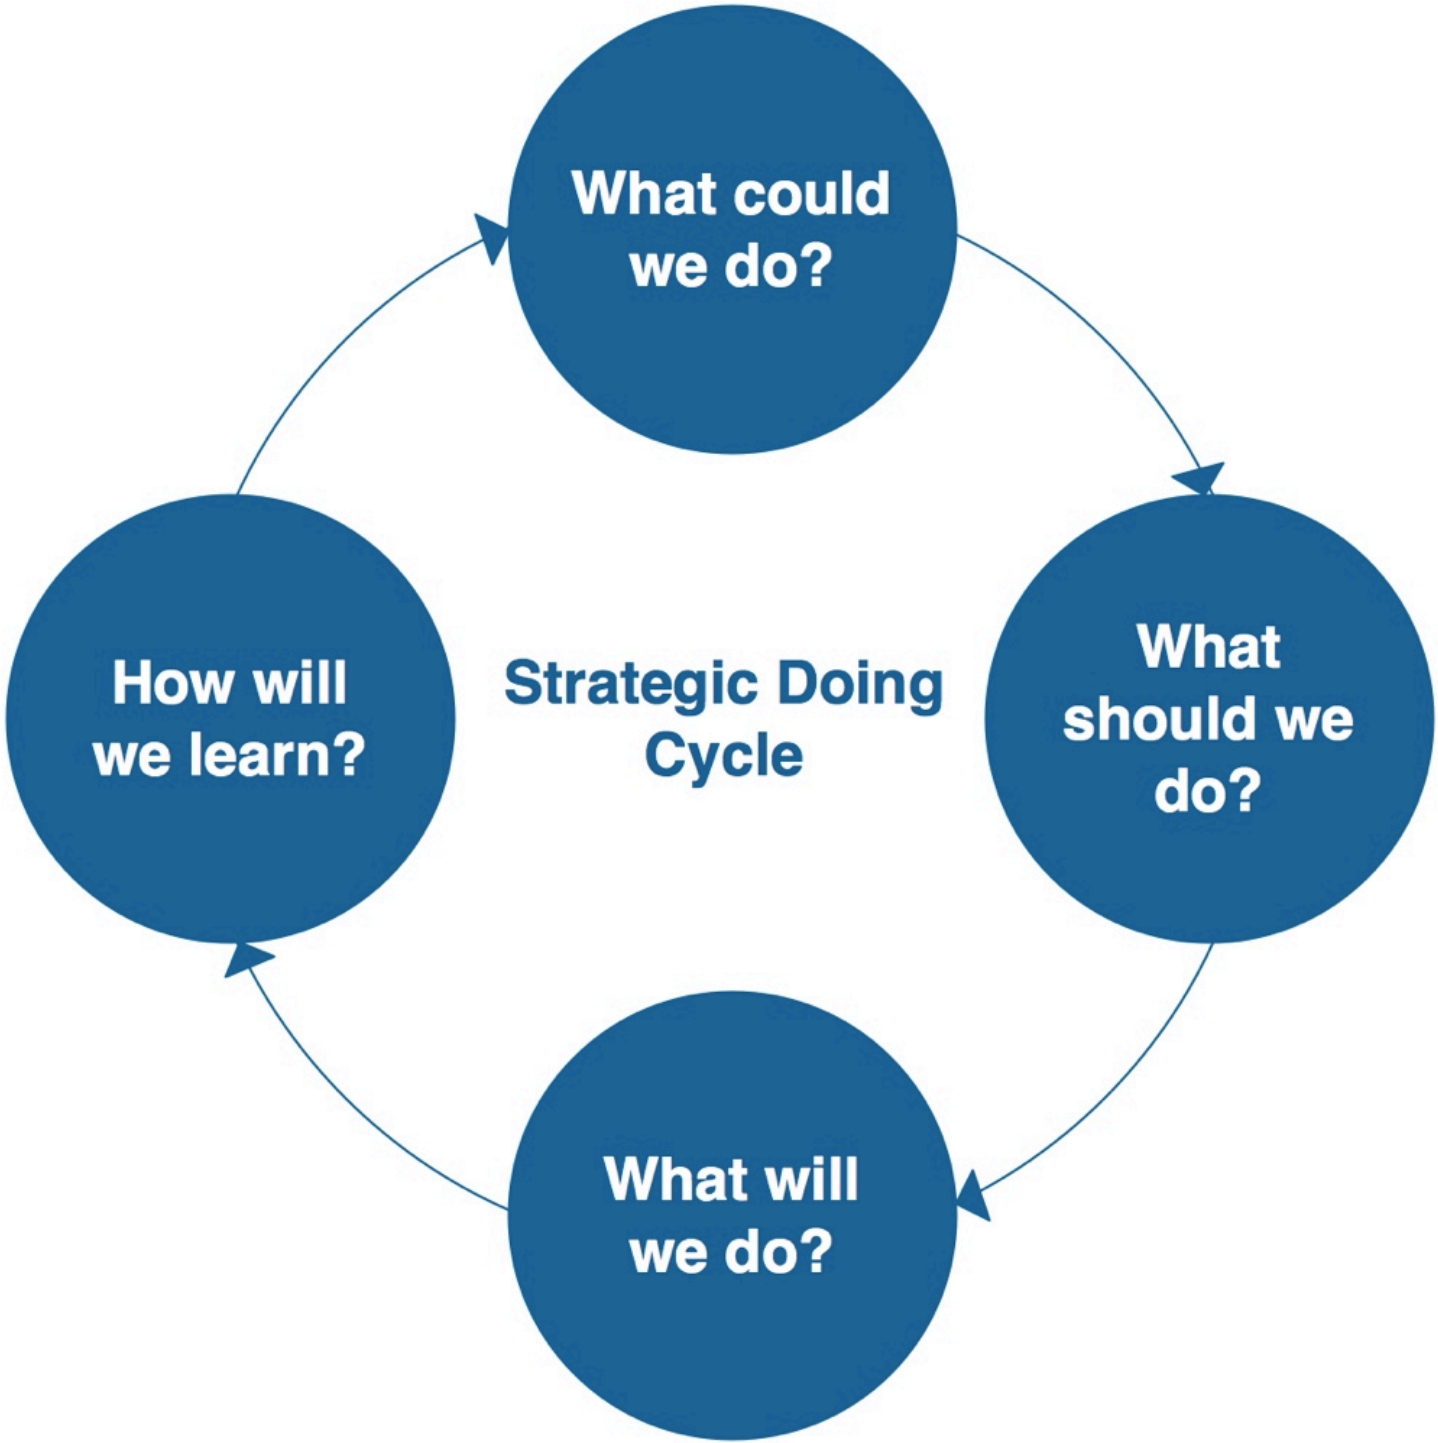 What could
we do?
What
should we
do?
What will
we do?
How will
we learn?
Strategic Doing
Cycle